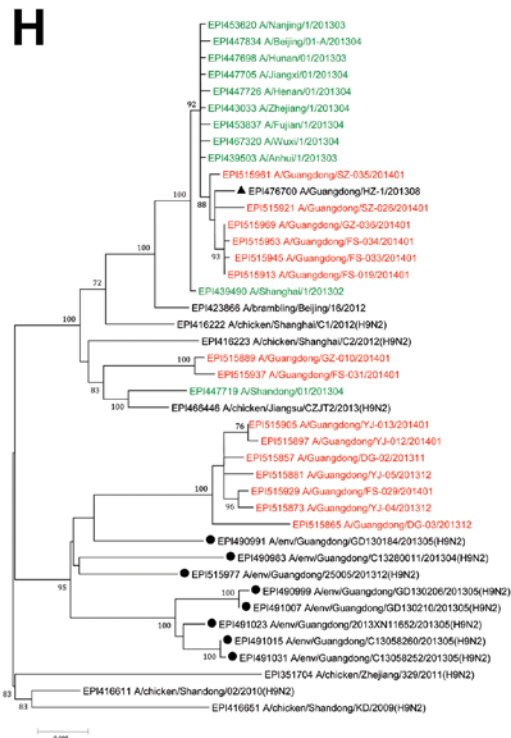 H
EPI453620 A/Nanjing/1/201303
EPI447834 A/Beijing/01-A/201304
EPI447698 A/Hunan/01/201303
EPI447705 A/Jiangxi/01/201304
EPI447726 A/Henan/01/201304
EPI443033 A/Zhejiang/1/201304
92
EPI453837 A/Fujian/1/201304
EPI467320 A/Wuxi/1/201304
EPI439503 A/Anhui/1/201303
EPI515961 A/Guangdong/SZ-035/201401
EPI476700 A/Guangdong/HZ-1/201308
100
88
EPI515921 A/Guangdong/SZ-026/201401
EPI515969 A/Guangdong/GZ-036/201401
EPI515953 A/Guangdong/FS-034/201401
100
93
EPI515945 A/Guangdong/FS-033/201401
EPI515913 A/Guangdong/FS-019/201401
72
EPI439490 A/Shanghai/1/201302
EPI423866 A/brambling/Beijing/16/2012
100
EPI416222 A/chicken/Shanghai/C1/2012(H9N2)
EPI416223 A/chicken/Shanghai/C2/2012(H9N2)
100
EPI515889 A/Guangdong/GZ-010/201401
EPI515937 A/Guangdong/FS-031/201401
83
EPI447719 A/Shandong/01/201304
100
EPI466446 A/chicken/Jiangsu/CZJT2/2013(H9N2)
76
EPI515905 A/Guangdong/YJ-013/201401
EPI515897 A/Guangdong/YJ-012/201401
EPI515857 A/Guangdong/DG-02/201311
EPI515881 A/Guangdong/YJ-05/201312
100
EPI515929 A/Guangdong/FS-029/201401
96
EPI515873 A/Guangdong/YJ-04/201312
EPI515865 A/Guangdong/DG-03/201312
EPI490991 A/env/Guangdong/GD130184/201305(H9N2)
EPI490983 A/env/Guangdong/C13280011/201304(H9N2)
95
EPI515977 A/env/Guangdong/25005/201312(H9N2)
100
EPI490999 A/env/Guangdong/GD130206/201305(H9N2)
100
EPI491007 A/env/Guangdong/GD130210/201305(H9N2)
EPI491023 A/env/Guangdong/2013XN11652/201305(H9N2)
EPI491015 A/env/Guangdong/C13058260/201305(H9N2)
100
EPI491031 A/env/Guangdong/C13058252/201305(H9N2)
EPI351704 A/chicken/Zhejiang/329/2011(H9N2)
83
EPI416611 A/chicken/Shandong/02/2010(H9N2)
83
EPI416651 A/chicken/Shandong/KD/2009(H9N2)